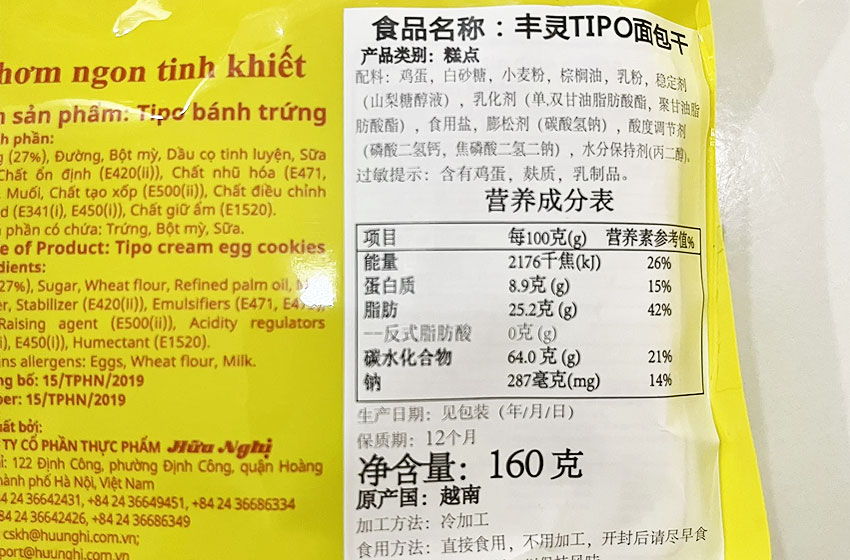 hơm ngon tinh khiết
sản phẩm: Tipo bánh trứng
h phần:
g (27%), Đường, Bột mỳ, Dầu cọ tinh luyện, Sữa
Chất ổn định (E420(ii)), Chất nhũ hóa (E471,
Muối, Chất tạo xốp (E500(ii)), Chất điều chỉnh
d (E341(i), E450(i)), Chất giữ ẩm (E1520).
phần có chứa: Trứng, Bột mỳ, Sữa.
e of Product: Tipo cream egg cookies
dients:
27%), Sugar, Wheat flour, Refined palm oil,
er, Stabilizer (E420(ii)), Emulsifiers (E471,
Raising agent (E500(ii)), Acidity regulators
i), E450(i)), Humectant (E1520).
ns allergens: Eggs, Wheat flour, Milk.
ng bố: 15/TPHN/2019
ber: 15/TPHN/2019
uất bởi:
TY CỔ PHẦN THỰC PHẨM Hữu Nghị
ỉ: 122 Định Công, phường Định Công, quận Hoàng
hành phố Hà Nội, Việt Nam
4 24 36642431, +84 24 36649451, +84 24 36686334
84 24 36642426, +84 24 36686349
cskh@huunghi.com.vn;
port@huunghi.com.vn
食品名称：丰灵TIPO面包干
产品类别：糕点
配料：鸡蛋，白砂糖，小麦粉，棕榈油，乳粉，稳定剂
（山梨糖醇液），乳化剂（单,双甘油脂肪酸酯，聚甘油脂
肪酸酯），食用盐，膨松剂（碳酸氢钠），酸度调节剂
（磷酸二氢钙，焦磷酸二氢二钠），水分保持剂(丙二醇)。
过敏提示：含有鸡蛋，麸质，乳制品。
营养成分表
项目 每100克(g) 营养素参考值%
能量 2176千焦(kJ) 26%
蛋白质 8.9克 (g) 15%
脂肪 25.2克 (g) 42%
--反式脂肪酸 0克 (g)
碳水化合物 64.0 克 (g) 21%
钠 287毫克(mg) 14%
生产日期：见包装（年/月/日）
保质期：12个月
净含量：160 克
原产国：越南
加工方法：冷加工
食用方法：直接食用，不用加工，开封后请尽早食